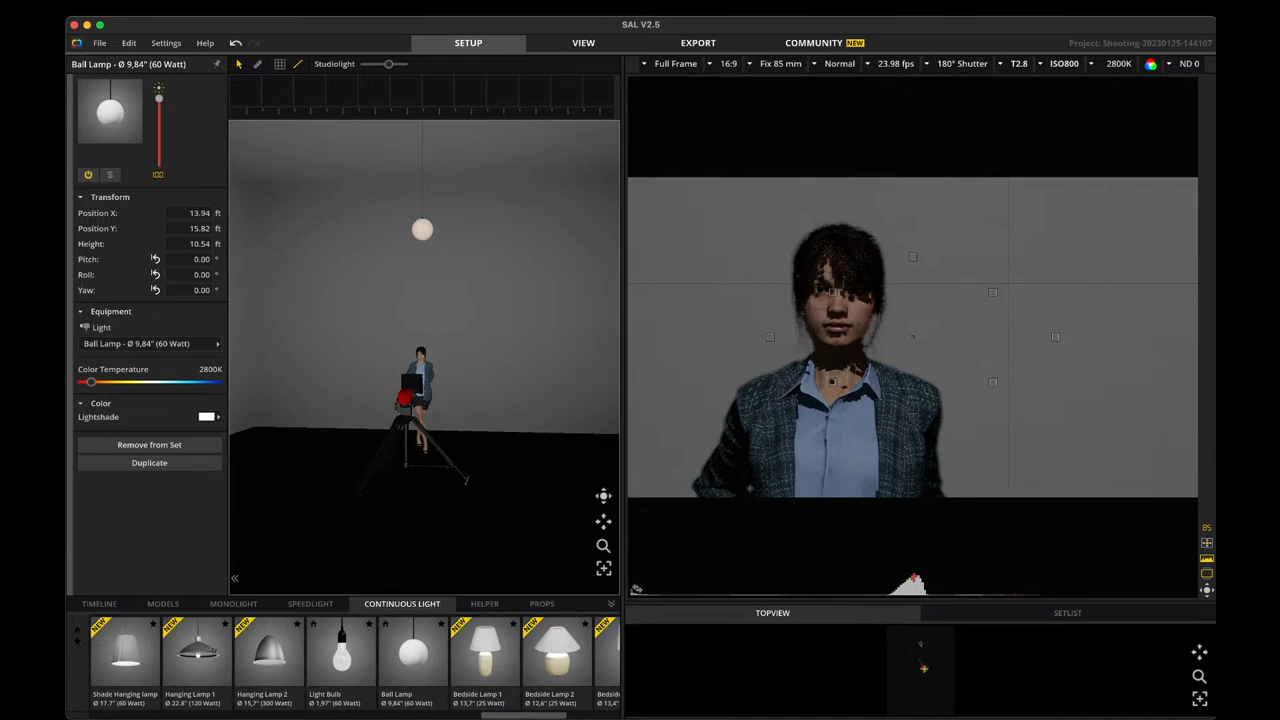 SAL V2.5
File Edit Settings Help SETUP VIEW EXPORT COMMUNITY NEW Project: Shooting-20230125-144107
Ball Lamp - Ø 9,84" (60 Watt)
Studiolight
Full Frame 16:9 Fix 85 mm Normal 23.98 fps 180° Shutter T2.8 ISO800 2800K ND 0
S 100
Transform
Position X: 13.94 ft
Position Y: 15.82 ft
Height: 10.54 ft
Pitch: 0.00 °
Roll: 0.00 °
Yaw: 0.00 °
Equipment
Light
Ball Lamp - Ø 9,84" (60 Watt)
Color Temperature 2800K
Color
Lightshade
Remove from Set
Duplicate
85
TIMELINE MODELS MONOLIGHT SPEEDLIGHT CONTINUOUS LIGHT HELPER PROPS
TOPVIEW SETLIST
NEW NEW NEW NEW NEW NEW
Shade Hanging lamp
Ø 17.7" (60 Watt)
Hanging Lamp 1
Ø 22.8" (120 Watt)
Hanging Lamp 2
Ø 15,7" (300 Watt)
Light Bulb
Ø 1,97" (60 Watt)
Ball Lamp
Ø 9,84" (60 Watt)
Bedside Lamp 1
Ø 13,7" (25 Watt)
Bedside Lamp 2
Ø 12,6" (25 Watt)
Bedside
Ø 13,4"